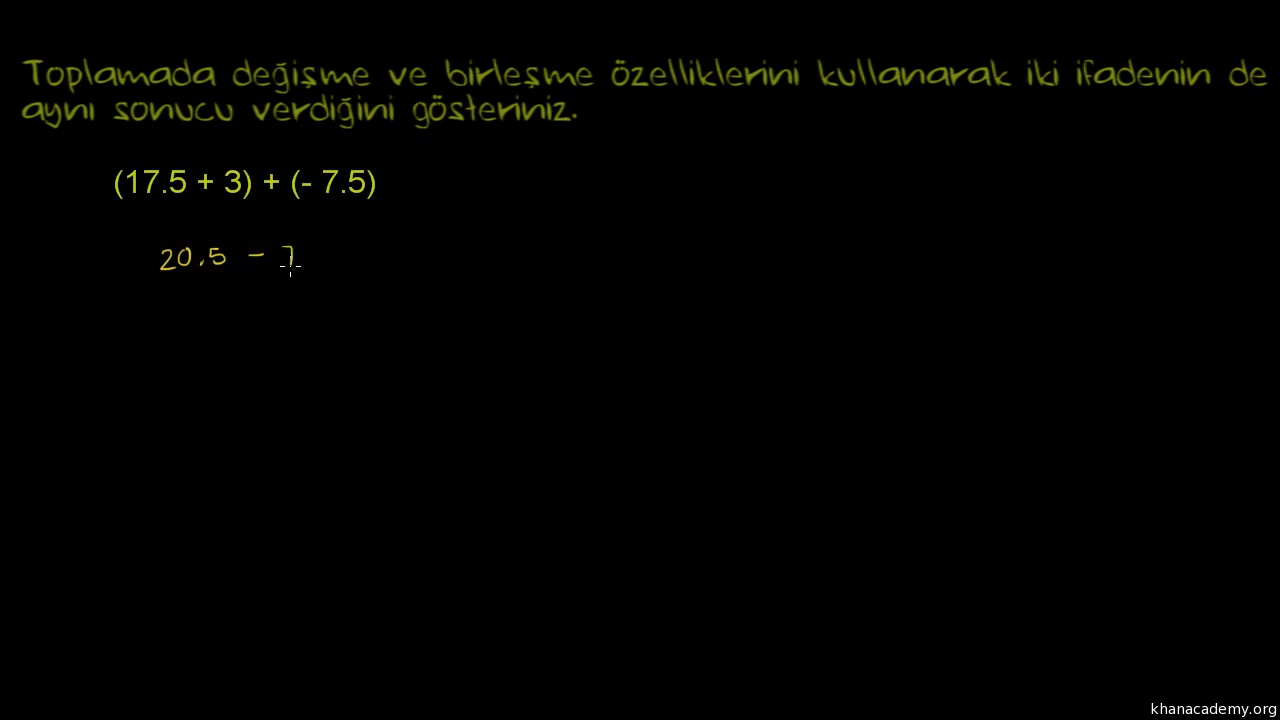 Toplamada değişme ve birleşme özelliklerini kullanarak iki ifadenin de
aynı sonucu verdiğini gösteriniz.
(17.5 + 3) + (- 7.5)
20.5 - 7
khanacademy.org